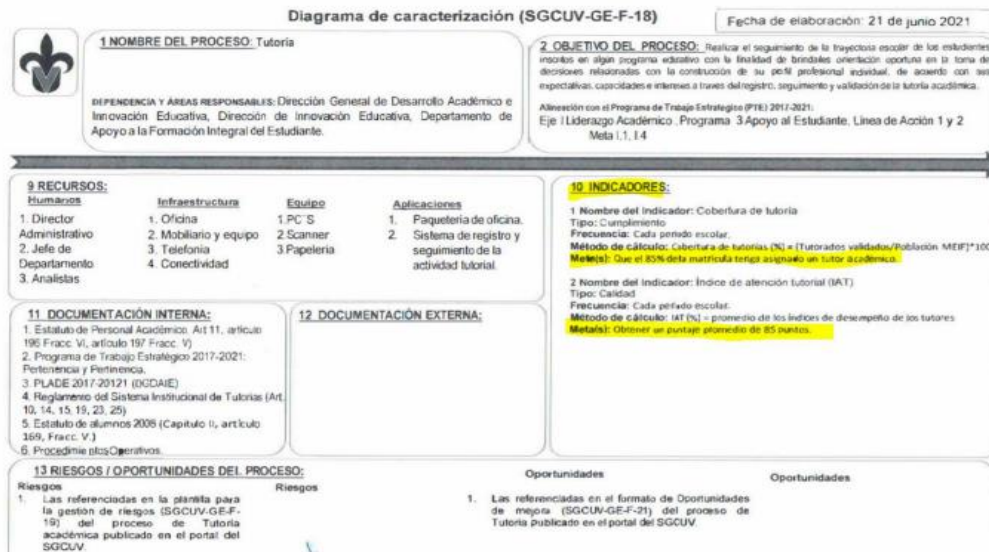 Diagrama de caracterización (SGCUV-GE-F-18)
Fecha de elaboración: 21 de junio 2021
1 NOMBRE DEL PROCESO: Tutoría
DEPENDENCIA Y ÁREAS RESPONSABLES: Dirección General de Desarrollo Académico e
Innovación Educativa, Dirección de Innovación Educativa, Departamento de
Apoyo a la Formación Integral del Estudiante.
2 OBJETIVO DEL PROCESO: Realizar el seguimiento de la trayectoria escolar de los estudiantes
inscritos en algún programa educativo con la finalidad de brindales orientación oportuna en la toma de
decisiones relacionadas con la construcción de su perfil profesional individual, de acuerdo con sus
expectativas, capacidades e intereses a traves del registro, seguimiento y validación de la tutoría académica.
Alineación con el Programa de Trabajo Estratégico (PTE) 2017-2021:
Eje I Liderazgo Académico, Programa 3 Apoyo al Estudiante, Línea de Acción 1 y 2
Meta I.1, I.4
9 RECURSOS:
Humanos
1. Director
Administrativo
2. Jefe de
Departamento
3. Analistas
Infraestructura
1. Oficina
2. Mobiliario y equipo
3. Telefonía
4. Conectividad
Equipo
1.PC´S
2 Scanner
3 Papelería
Aplicaciones
1. Paquetería de oficina.
2. Sistema de registro y
seguimiento de la
actividad tutorial.
10 INDICADORES:
1 Nombre del Indicador: Cobertura de tutoría
Tipo: Cumplimiento
Frecuencia: Cada periodo escolar.
Método de cálculo: Cobertura de tutorías (%) = (Tutorados validados/Población MEIF)*100
Meta(s): Que el 85% de la matrícula tenga asignado un tutor académico.
2 Nombre del Indicador: Índice de atención tutorial (IAT)
Tipo: Calidad
Frecuencia: Cada periodo escolar.
Método de cálculo: IAT (%) = promedio de los índices de desempeño de los tutores
Meta(s): Obtener un puntaje promedio de 85 puntos.
11 DOCUMENTACIÓN INTERNA:
1. Estatuto de Personal Académico. Art 11, artículo
196 Fracc. VI, artículo 197 Fracc. V)
2. Programa de Trabajo Estratégico 2017-2021:
Pertenencia y Pertinencia.
3. PLADE 2017-20121 (DGDAIE)
4. Reglamento del Sistema Institucional de Tutorías (Art.
10, 14, 15, 19, 23, 25)
5. Estatuto de alumnos 2008 (Capitulo II, artículo
169, Fracc. V.)
6. Procedimientos Operativos.
12 DOCUMENTACIÓN EXTERNA:
13 RIESGOS / OPORTUNIDADES DEL PROCESO:
Riesgos
Riesgos
Oportunidades
Oportunidades
1. Las referenciadas en la plantilla para
la gestión de riesgos (SGCUV-GE-F-
19) del proceso de Tutoría
académica publicado en el portal del
SGCUV.
1. Las referenciadas en el formato de Oportunidades
de mejora (SGCUV-GE-F-21) del proceso de
Tutoría publicado en el portal del SGCUV.